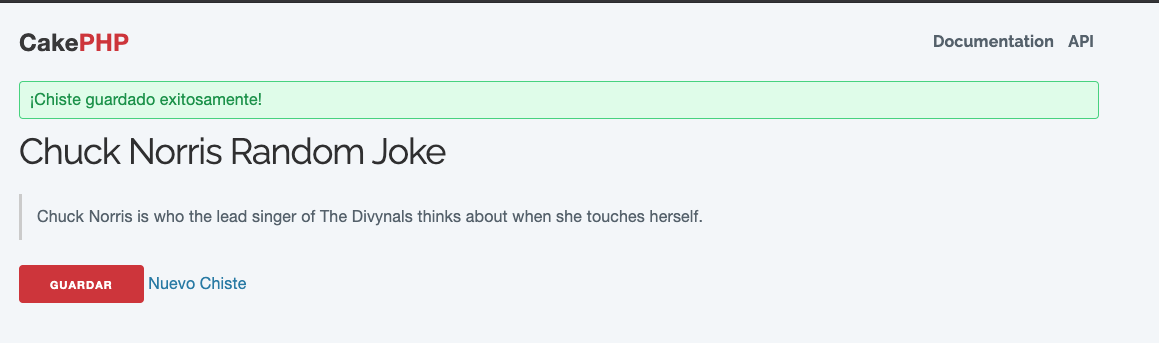 CakePHP
Documentation API
¡Chiste guardado exitosamente!
Chuck Norris Random Joke
Chuck Norris is who the lead singer of The Divynals thinks about when she touches herself.
GUARDAR Nuevo Chiste